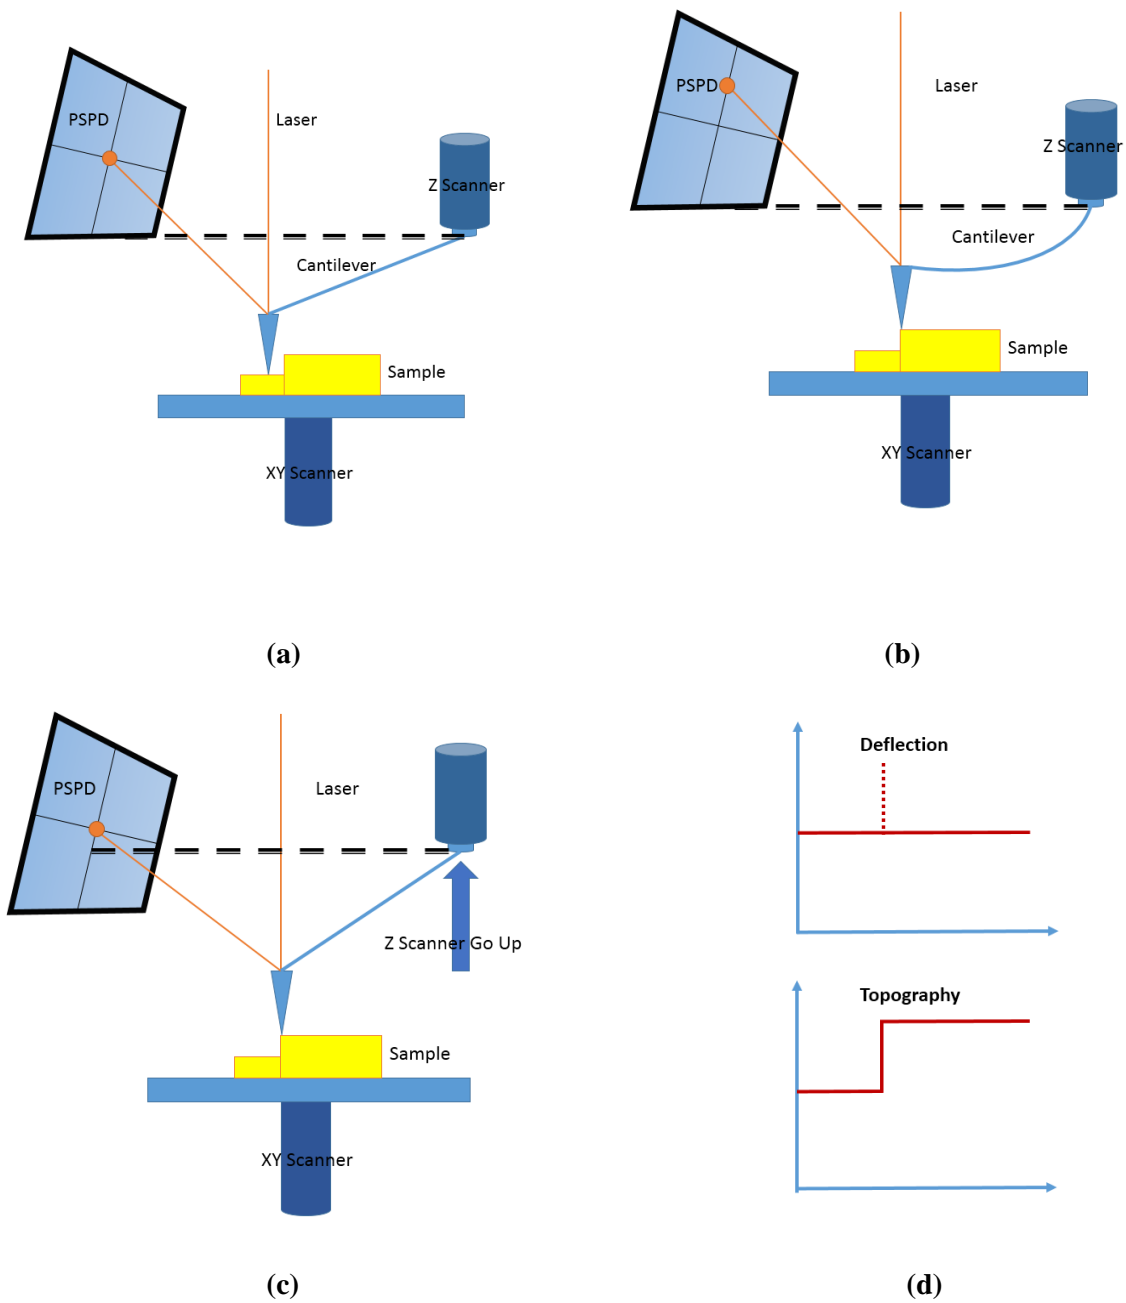 PSPD
Laser
Z Scanner
Cantilever
Sample
XY Scanner
(a)
PSPD
Laser
Z Scanner
Cantilever
Sample
XY Scanner
(b)
PSPD
Laser
Z Scanner Go Up
Sample
XY Scanner
(c)
Deflection
Topography
(d)